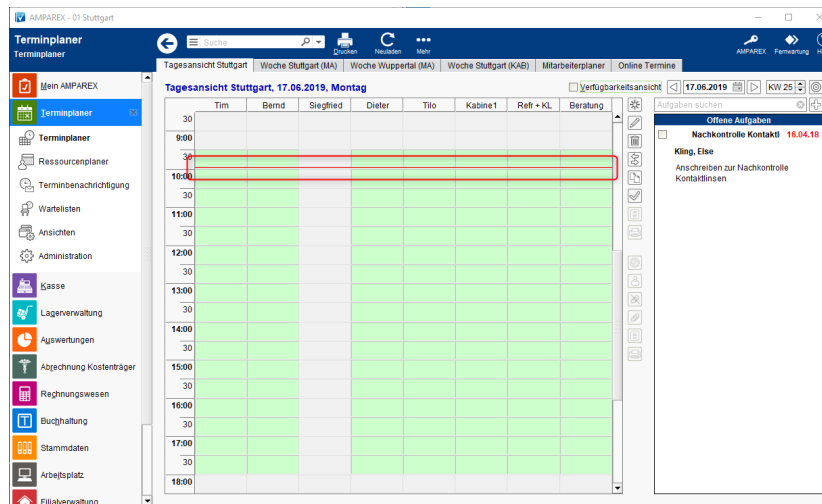 AMPAREX - 01 Stuttgart
Terminplaner
Terminplaner
Suche
Drucken
Neuladen
Mehr
AMPAREX
Fernwartung
Tagesansicht Stuttgart
Woche Stuttgart (MA)
Woche Wuppertal (MA)
Woche Stuttgart (KAB)
Mitarbeiterplaner
Online Termine
Mein AMPAREX
Terminplaner
Terminplaner
Ressourcenplaner
Terminbenachrichtigung
Wartelisten
Ansichten
Administration
Kasse
Lagerverwaltung
Auswertungen
Abrechnung Kostenträger
Rechnungswesen
Buchhaltung
Stammdaten
Arbeitsplatz
Filialverwaltung
Tagesansicht Stuttgart, 17.06.2019, Montag
Verfügbarkeitsansicht
17.06.2019
KW 25
Tim Bernd Siegfried Dieter Tilo Kabine1 Refr + KL Beratung
30
9:00
30
10:00
30
11:00
30
12:00
30
13:00
30
14:00
30
15:00
30
16:00
30
17:00
30
18:00
Aufgaben suchen
Offene Aufgaben
Nachkontrolle Kontaktl 16.04.18
Kling, Else
Anschreiben zur Nachkontrolle
Kontaktlinsen